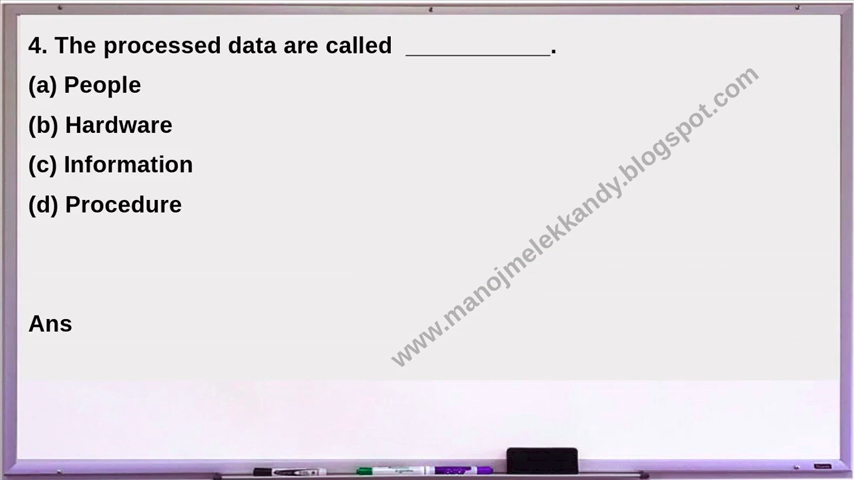 4. The processed data are called ___________.
(a) People
(b) Hardware
(c) Information
(d) Procedure
Ans
www.manojmelekkandy.blogspot.com